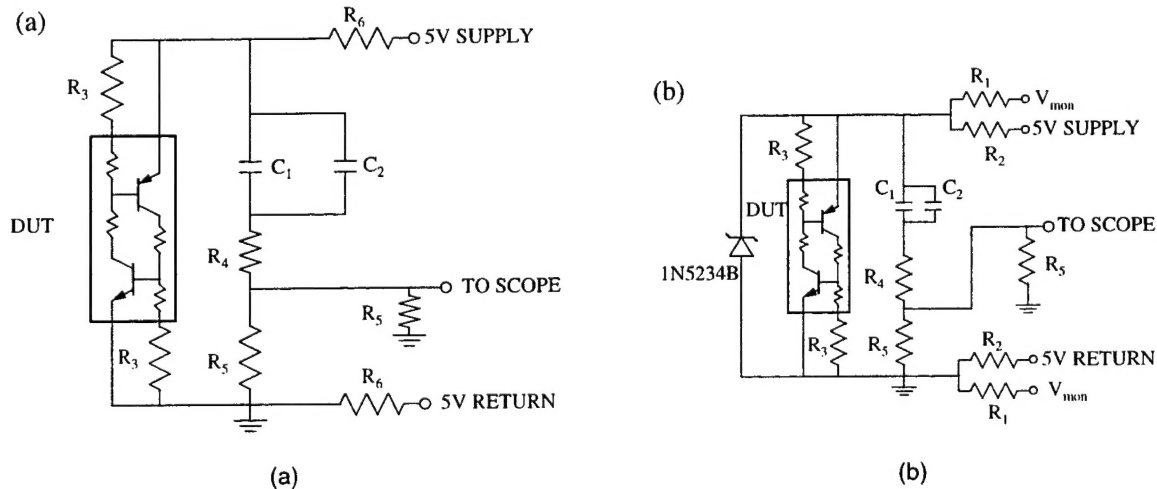 (a)
R6
5V SUPPLY
R3
C1
C2
DUT
R4
TO SCOPE
R5
R3
R5
R6
5V RETURN
(a)
(b)
R1
Vmon
5V SUPPLY
R3
R2
C1
C2
DUT
TO SCOPE
1N5234B
R4
R5
R3
R5
R2
5V RETURN
Vmon
R1
(b)